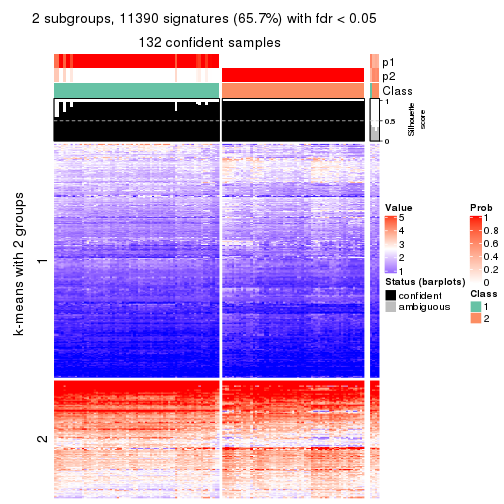 2 subgroups, 11390 signatures (65.7%) with fdr < 0.05
132 confident samples
p1
p2
Class
1
0.5
0
Silhouette
score
k-means with 2 groups
1
2
Value
5
4
3
2
1
Status (barplots)
confident
ambiguous
Prob
1
0.8
0.6
0.4
0.2
0
Class
1
2